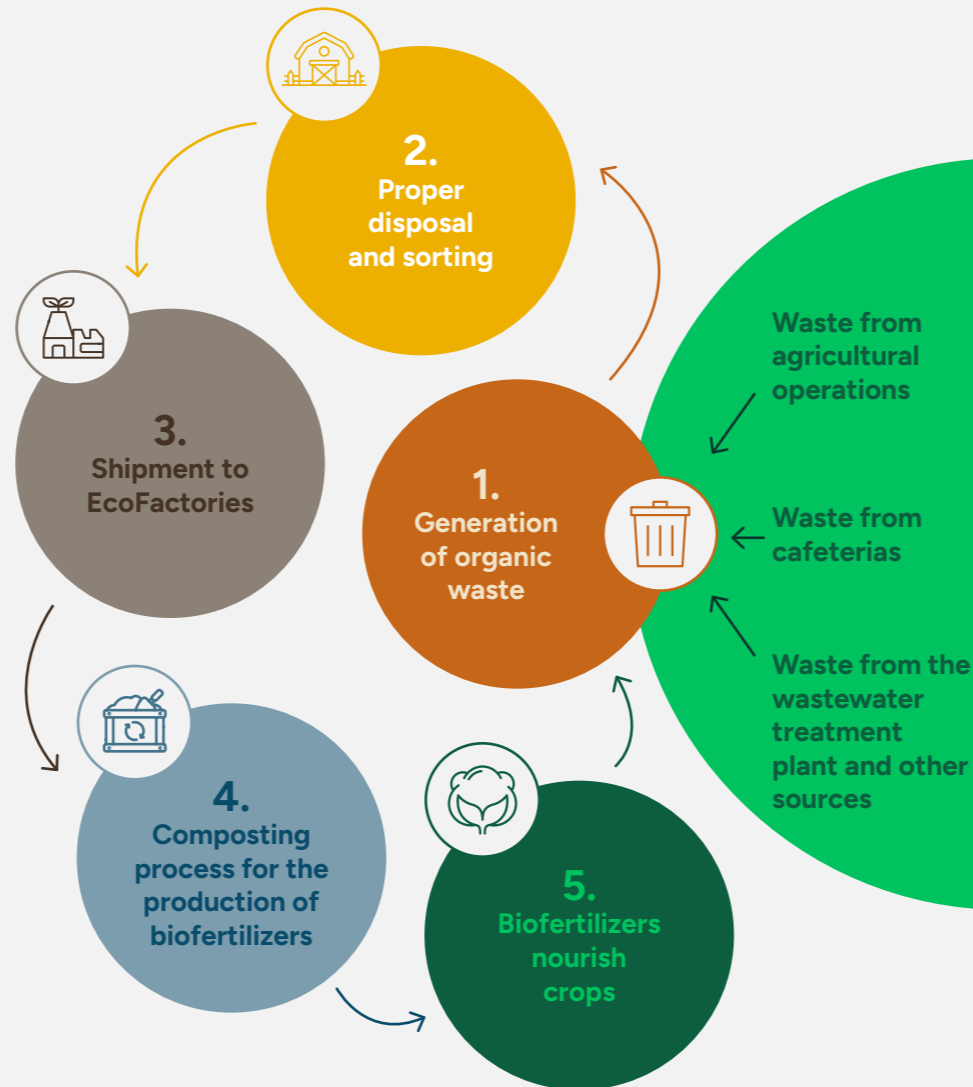 1.
Generation
of organic
waste
2.
Proper
disposal
and sorting
3.
Shipment to
EcoFactories
4.
Composting
process for the
production of
biofertilizers
5.
Biofertilizers
nourish
crops
Waste from
agricultural
operations
Waste from
cafeterias
Waste from the
wastewater
treatment
plant and other
sources